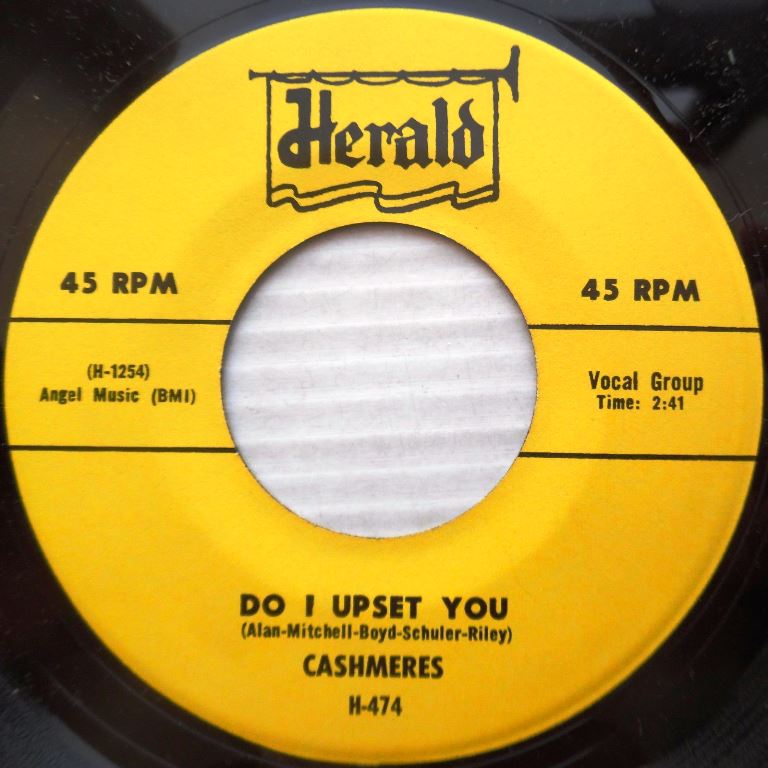 Herald
45 RPM
45 RPM
(H-1254)
Angel Music (BMI)
Vocal Group
Time: 2:41
DO I UPSET YOU
(Alan-Mitchell-Boyd-Schuler-Riley)
CASHMERES
H-474